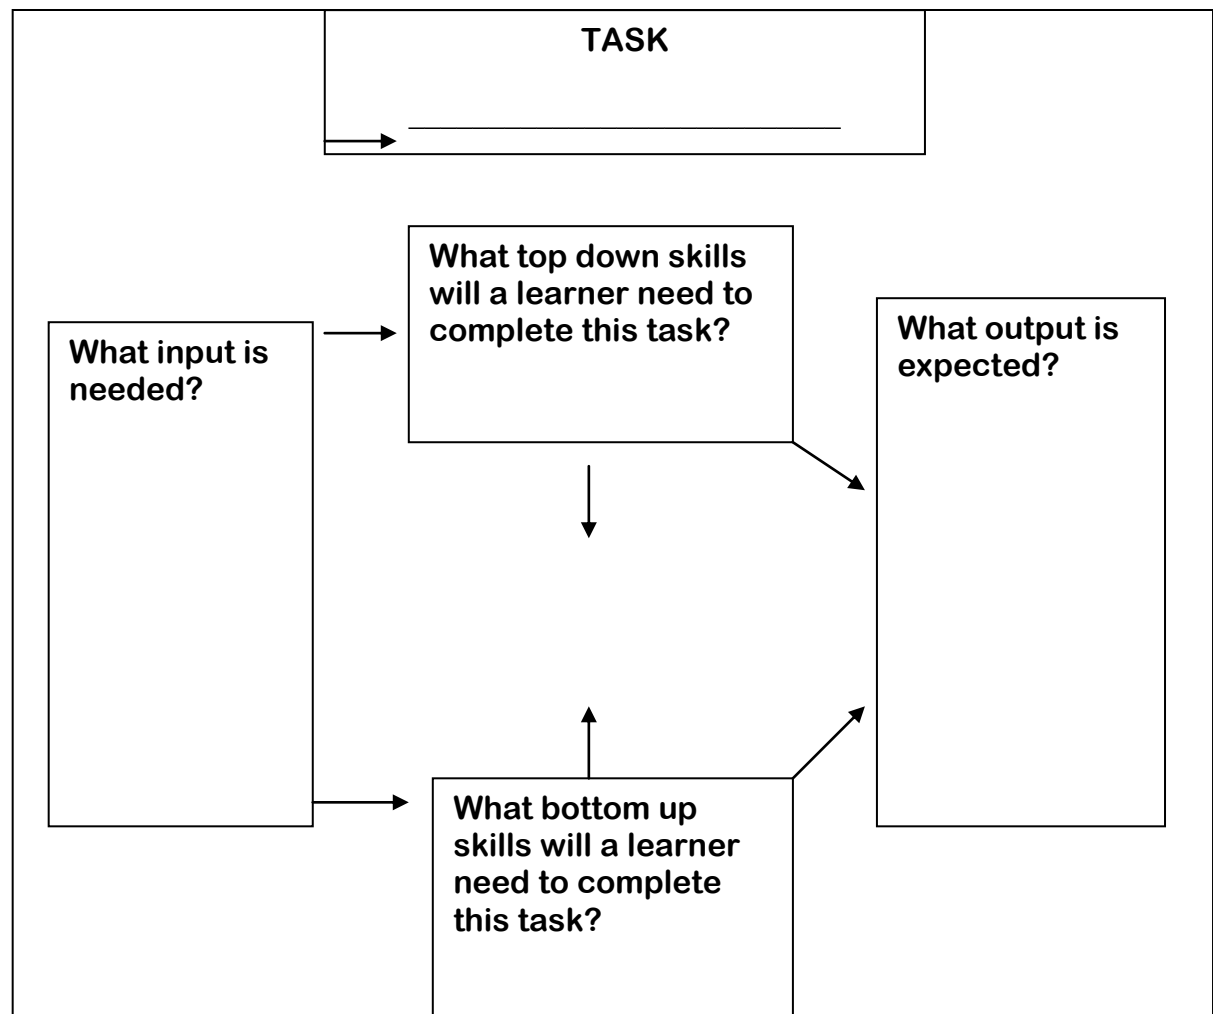 TASK
What top down skills
will a learner need to
complete this task?
What input is
needed?
What output is
expected?
What bottom up
skills will a learner
need to complete
this task?